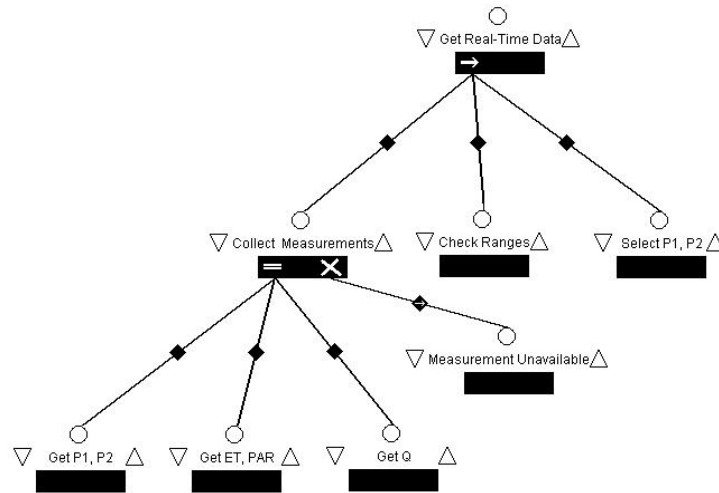 Get Real-Time Data
Collect Measurements
Check Ranges
Select P1, P2
Measurement Unavailable
Get P1, P2
Get ET, PAR
Get Q